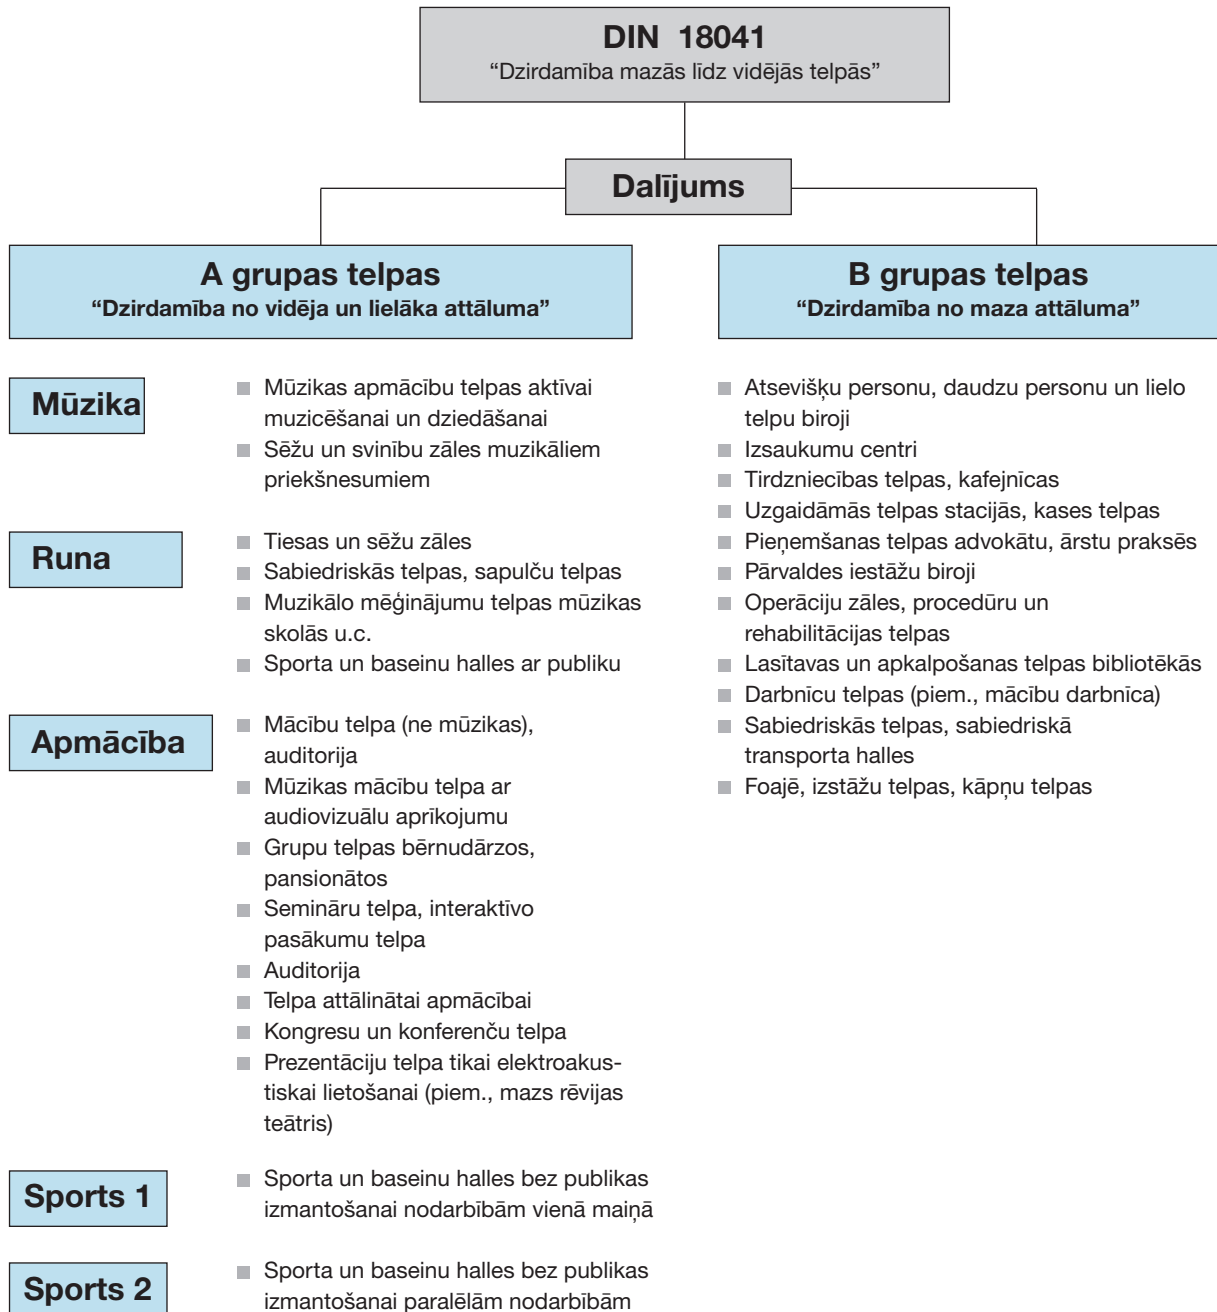 DIN 18041
“Dzirdamība mazās līdz vidējās telpās”
Dalījums
A grupas telpas
“Dzirdamība no vidēja un lielāka attāluma”
B grupas telpas
“Dzirdamība no maza attāluma”
Mūzika
Mūzikas apmācību telpas aktīvai
muzicēšanai un dziedāšanai
Sēžu un svinību zāles muzikāliem
priekšnesumiem
Runa
Tiesas un sēžu zāles
Sabiedriskās telpas, sapulču telpas
Muzikālo mēģinājumu telpas mūzikas
skolās u.c.
Sporta un baseinu halles ar publiku
Apmācība
Mācību telpa (ne mūzikas),
auditorija
Mūzikas mācību telpa ar
audiovizuālu aprīkojumu
Grupu telpas bērnudārzos,
pansionātos
Semināru telpa, interaktīvo
pasākumu telpa
Auditorija
Telpa attālinātai apmācībai
Kongresu un konferenču telpa
Prezentāciju telpa tikai elektroakus-
tiskai lietošanai (piem., mazs rēvijas
teātris)
Sports 1
Sporta un baseinu halles bez publikas
izmantošanai nodarbībām vienā maiņā
Sports 2
Sporta un baseinu halles bez publikas
izmantošanai paralēlām nodarbībām
Atsevišķu personu, daudzu personu un lielo
telpu biroji
Izsaukumu centri
Tirdzniecības telpas, kafejnīcas
Uzgaidāmās telpas stacijās, kases telpas
Pieņemšanas telpas advokātu, ārstu praksēs
Pārvaldes iestāžu biroji
Operāciju zāles, procedūru un
rehabilitācijas telpas
Lasītavas un apkalpošanas telpas bibliotēkās
Darbnīcu telpas (piem., mācību darbnīca)
Sabiedriskās telpas, sabiedriskā
transporta halles
Foajē, izstāžu telpas, kāpņu telpas